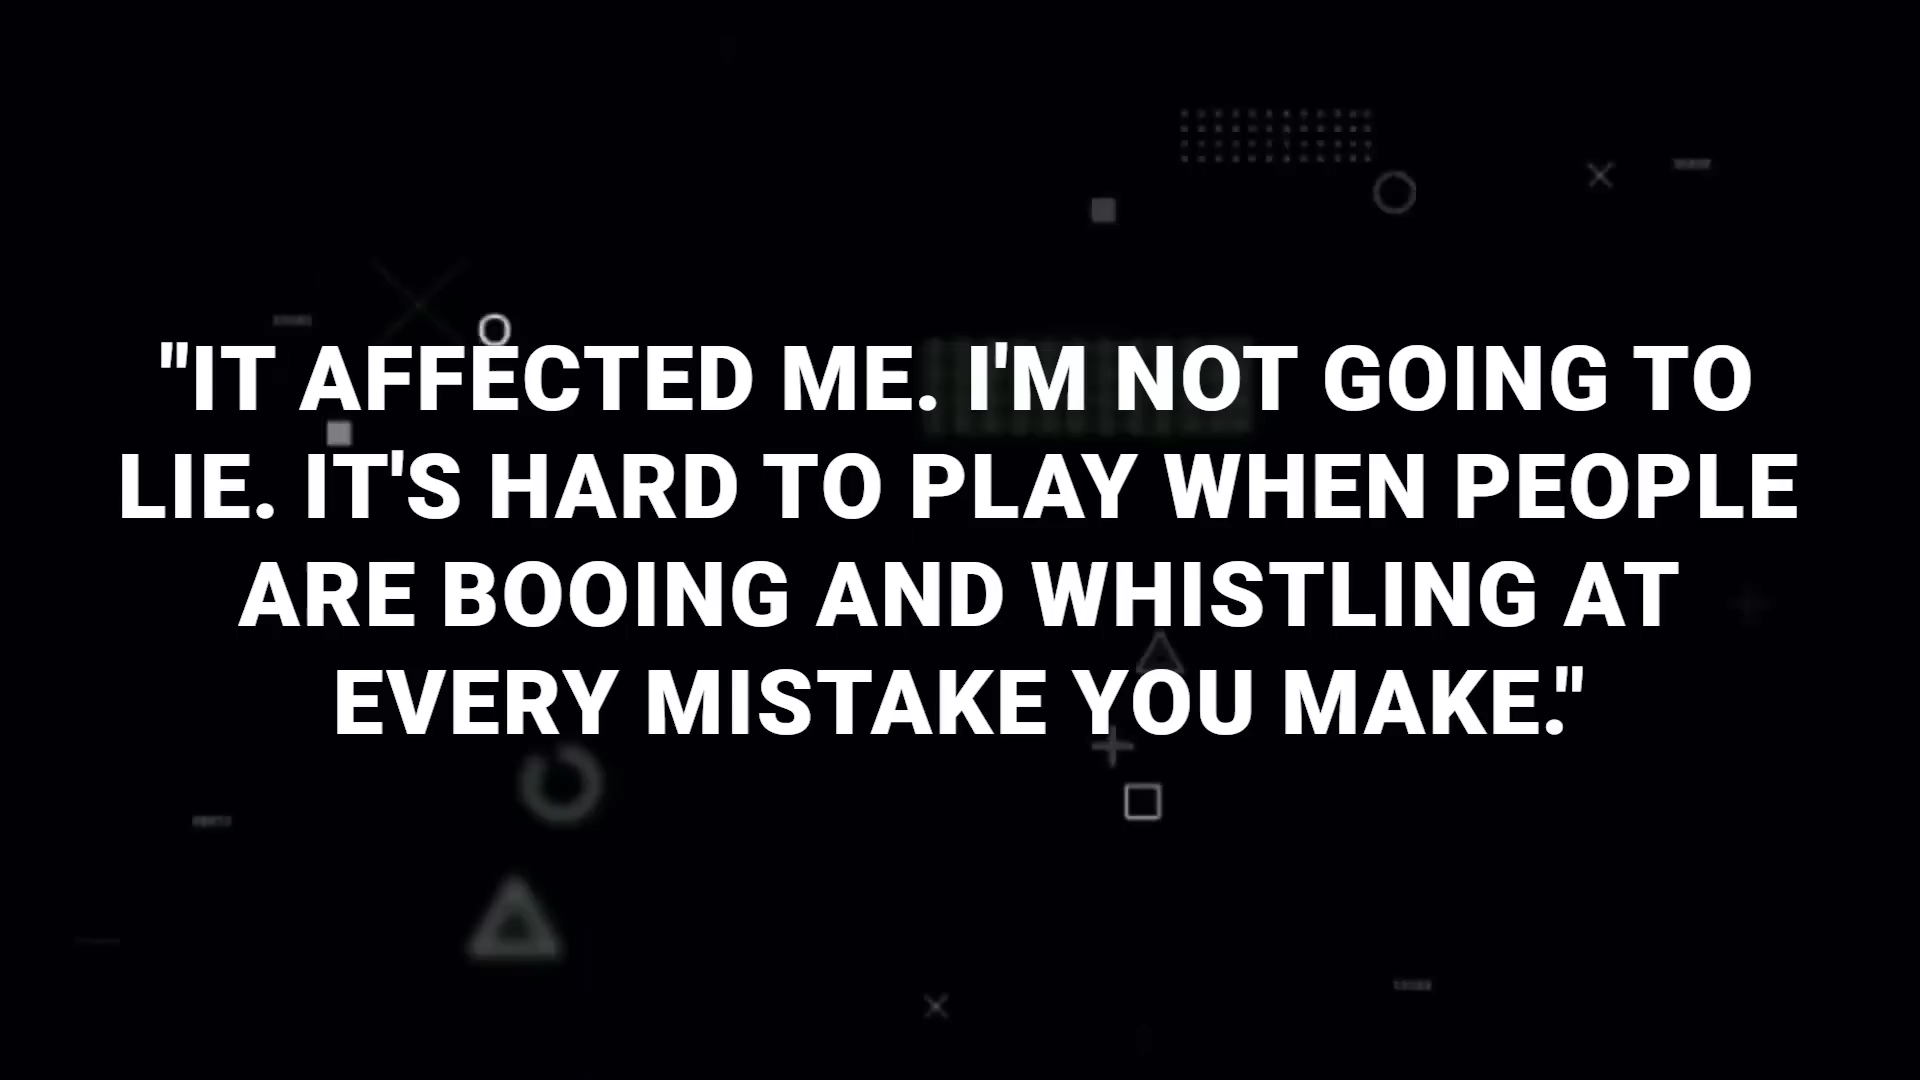 "IT AFFECTED ME. I'M NOT GOING TO
LIE. IT'S HARD TO PLAY WHEN PEOPLE
ARE BOOING AND WHISTLING AT
EVERY MISTAKE YOU MAKE."